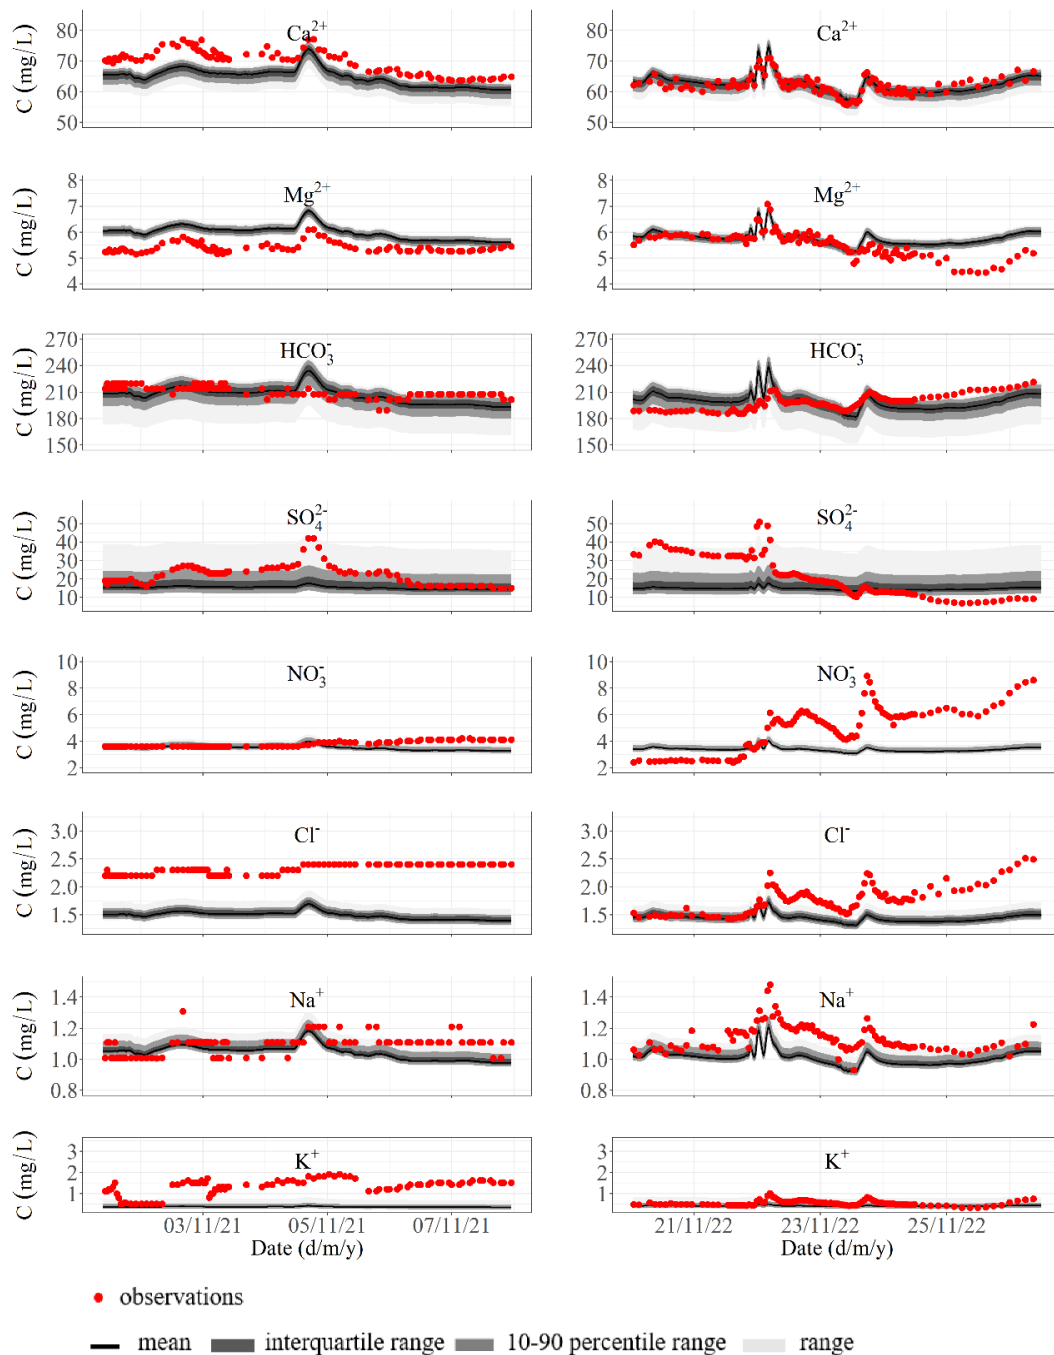 C (mg/L)
80
70
60
50
Ca2+
80
70
60
50
Ca2+
C (mg/L)
8
7
6
5
4
Mg2+
8
7
6
5
4
Mg2+
C (mg/L)
270
240
210
180
150
HCO3-
270
240
210
180
150
HCO3-
C (mg/L)
50
40
30
20
10
SO42-
50
40
30
20
10
SO42-
C (mg/L)
10
8
6
4
2
NO3-
10
8
6
4
2
NO3-
C (mg/L)
3.0
2.5
2.0
1.5
Cl-
3.0
2.5
2.0
1.5
Cl-
C (mg/L)
1.4
1.2
1.0
0.8
Na+
1.4
1.2
1.0
0.8
Na+
C (mg/L)
3
2
1
K+
3
2
1
K+
03/11/21 05/11/21 07/11/21
21/11/22 23/11/22 25/11/22
Date (d/m/y)
Date (d/m/y)
observations
mean interquartile range 10-90 percentile range range